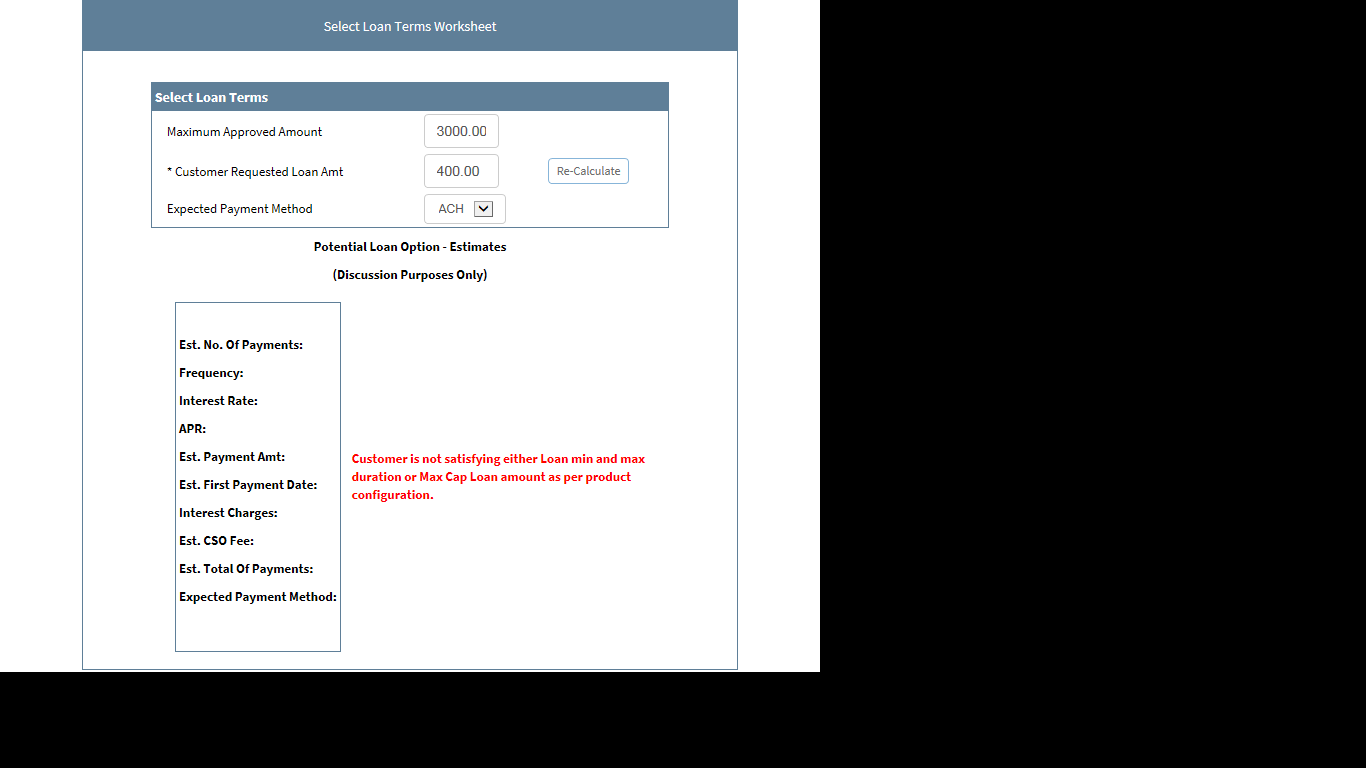 Select Loan Terms Worksheet
Select Loan Terms
Maximum Approved Amount 3000.00
* Customer Requested Loan Amt 400.00 Re-Calculate
Expected Payment Method ACH
Potential Loan Option - Estimates
(Discussion Purposes Only)
Est. No. Of Payments:
Frequency:
Interest Rate:
APR:
Est. Payment Amt:
Est. First Payment Date:
Interest Charges:
Est. CSO Fee:
Est. Total Of Payments:
Expected Payment Method:
Customer is not satisfying either Loan min and max
duration or Max Cap Loan amount as per product
configuration.